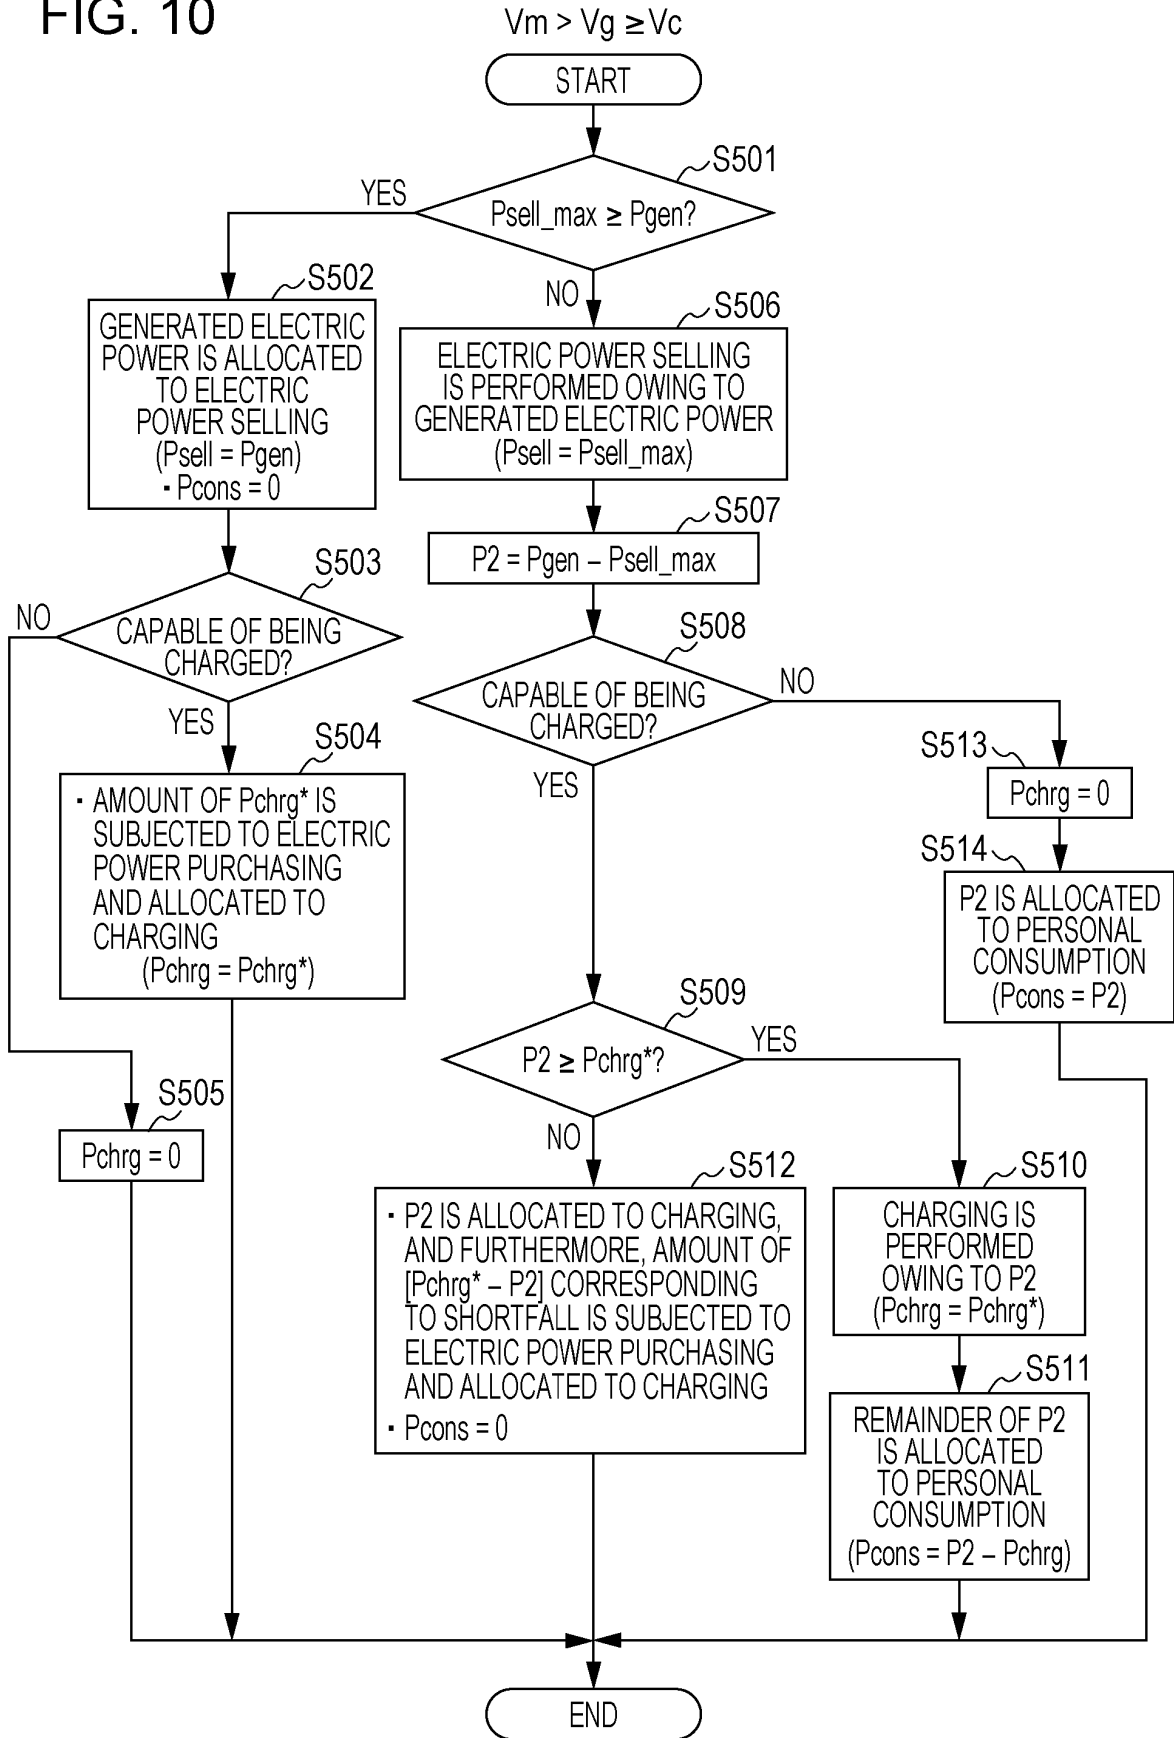 FIG. 10
Vm > Vg ≥ Vc
START
S501
Psell_max ≥ Pgen?
YES
NO
S502
GENERATED ELECTRIC
POWER IS ALLOCATED
TO ELECTRIC
POWER SELLING
(Psell = Pgen)
・Pcons = 0
S503
CAPABLE OF BEING
CHARGED?
NO
YES
S504
・AMOUNT OF Pchrg* IS
SUBJECTED TO ELECTRIC
POWER PURCHASING
AND ALLOCATED TO
CHARGING
(Pchrg = Pchrg*)
S505
Pchrg = 0
S506
ELECTRIC POWER SELLING
IS PERFORMED OWING TO
GENERATED ELECTRIC POWER
(Psell = Psell_max)
S507
P2 = Pgen – Psell_max
S508
CAPABLE OF BEING
CHARGED?
NO
YES
S509
P2 ≥ Pchrg*?
YES
NO
S510
CHARGING IS
PERFORMED
OWING TO P2
(Pchrg = Pchrg*)
S511
REMAINDER OF P2
IS ALLOCATED
TO PERSONAL
CONSUMPTION
(Pcons = P2 – Pchrg)
S512
・P2 IS ALLOCATED TO CHARGING,
AND FURTHERMORE, AMOUNT OF
[Pchrg* – P2] CORRESPONDING
TO SHORTFALL IS SUBJECTED TO
ELECTRIC POWER PURCHASING
AND ALLOCATED TO CHARGING
・Pcons = 0
S513
Pchrg = 0
S514
P2 IS ALLOCATED
TO PERSONAL
CONSUMPTION
(Pcons = P2)
END